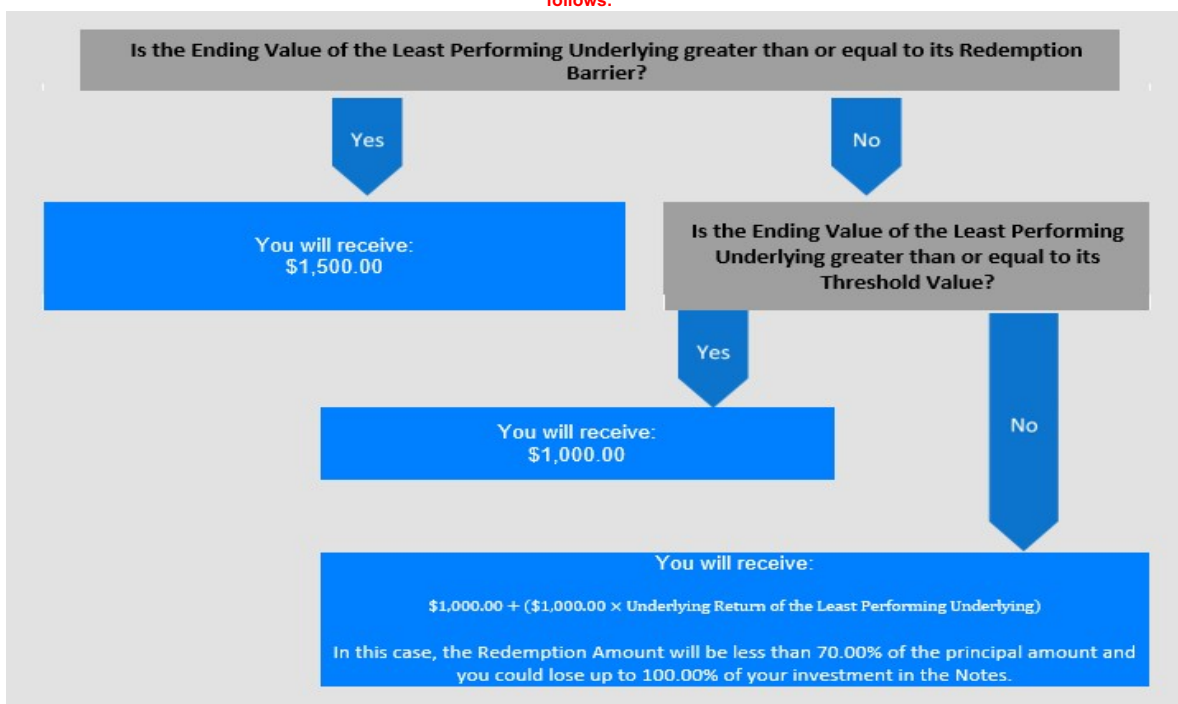 follows:
Is the Ending Value of the Least Performing Underlying greater than or equal to its Redemption
Barrier?
Yes
No
You will receive:
$1,500.00
Is the Ending Value of the Least Performing
Underlying greater than or equal to its
Threshold Value?
Yes
No
You will receive:
$1,000.00
You will receive:
$1,000.00 + ($1,000.00 × Underlying Return of the Least Performing Underlying)
In this case, the Redemption Amount will be less than 70.00% of the principal amount and
you could lose up to 100.00% of your investment in the Notes.